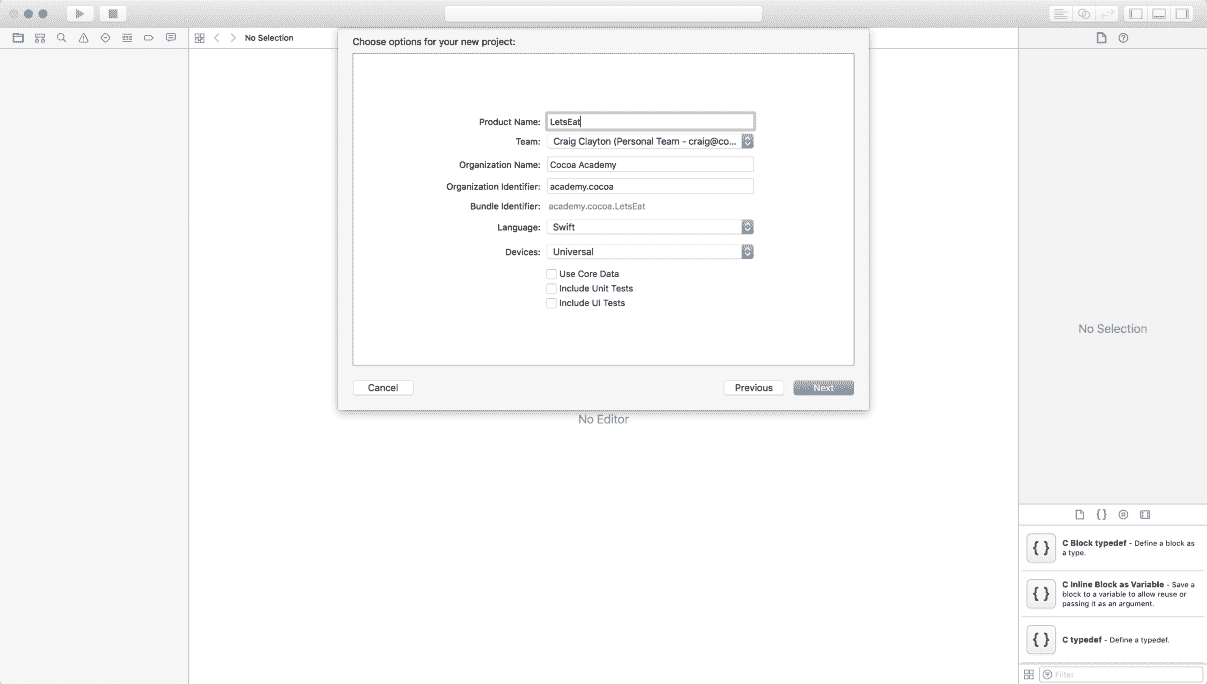 No Selection
Choose options for your new project:
Product Name: LetsEat
Team: Craig Clayton (Personal Team - craig@co...
Organization Name: Cocoa Academy
Organization Identifier: academy.cocoa
Bundle Identifier: academy.cocoa.LetsEat
Language: Swift
Devices: Universal
Use Core Data
Include Unit Tests
Include UI Tests
Cancel
Previous
Next
No Editor
No Selection
{ }
{ } C Block typedef - Define a block as
a type.
{ } C Inline Block as Variable - Save a
block to a variable to allow reuse or
passing it as an argument.
{ } C typedef - Define a typedef.
Filter